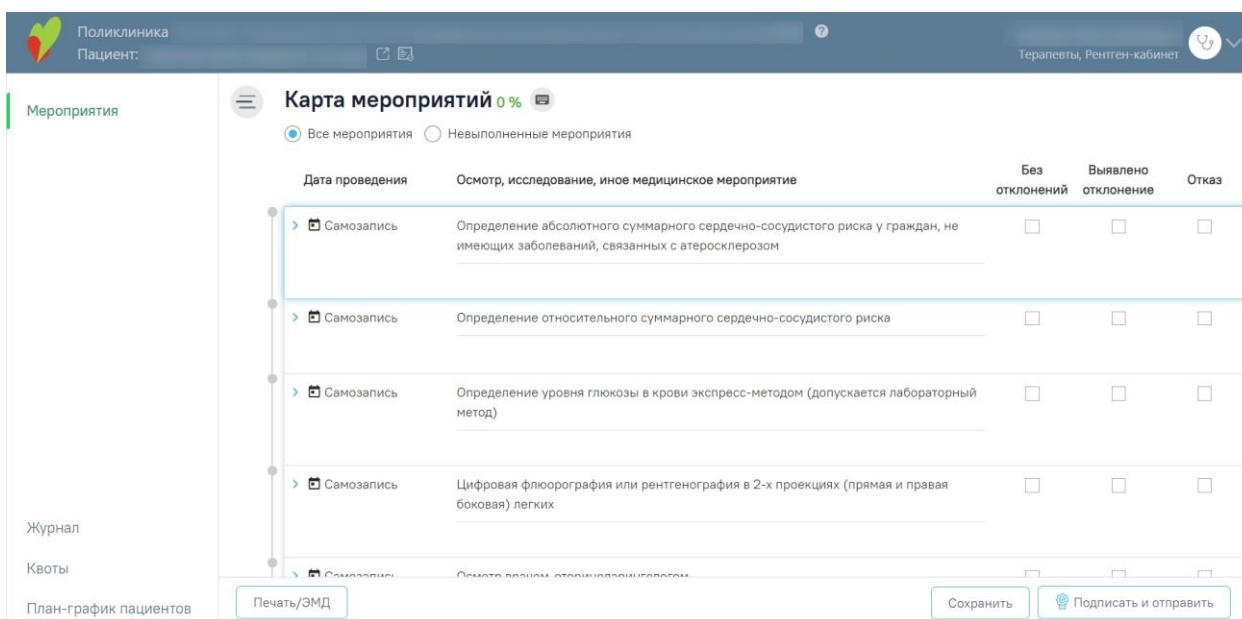 Поликлиника
Пациент:
Терапевты, Рентген-кабинет
Мероприятия
Карта мероприятий 0 %
Все мероприятия Невыполненные мероприятия
Дата проведения Осмотр, исследование, иное медицинское мероприятие Без отклонений Выявлено отклонение Отказ
Самозапись Определение абсолютного суммарного сердечно-сосудистого риска у граждан, не
имеющих заболеваний, связанных с атеросклерозом
Самозапись Определение относительного суммарного сердечно-сосудистого риска
Самозапись Определение уровня глюкозы в крови экспресс-методом (допускается лабораторный
метод)
Самозапись Цифровая флюорография или рентгенография в 2-х проекциях (прямая и правая
боковая) легких
Самозапись Осмотр врачом-оториноларингологом
Журнал
Квоты
План-график пациентов
Печать/ЭМД Сохранить Подписать и отправить